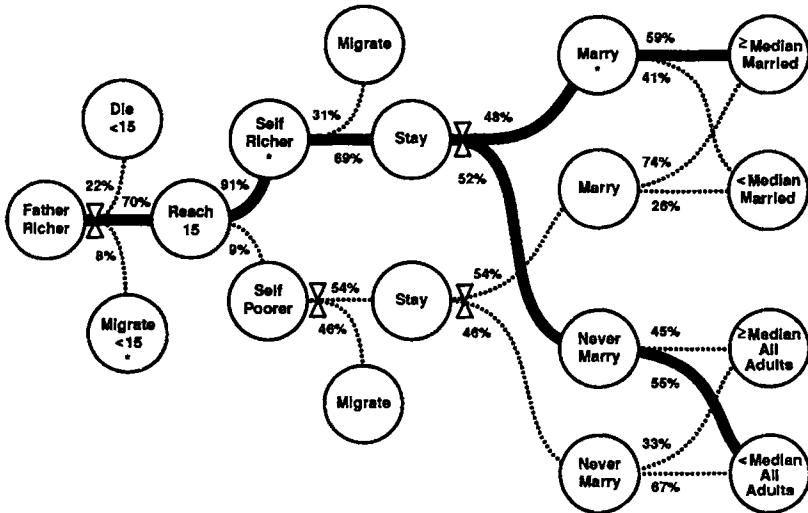 Migrate
Marry
*
59%
≥ Median
Married
41%
Die
<15
31%
Self
Richer
*
Stay
48%
69%
52%
22%
70%
91%
74%
Father
Richer
Reach
15
Marry
< Median
Married
26%
8%
9%
Migrate
<15
*
Self
Poorer
54%
46%
Stay
54%
46%
Never
Marry
45%
55%
≥ Median
All
Adults
Migrate
33%
Never
Marry
67%
< Median
All
Adults